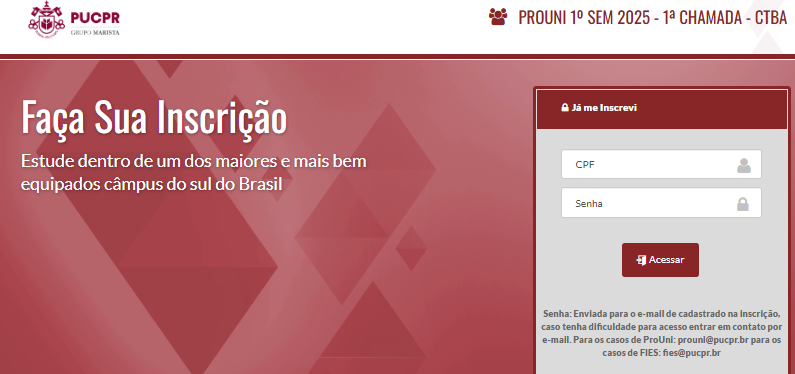 PUCPR
GRUPO MARISTA
PROUNI 1º SEM 2025 - 1ª CHAMADA - CTBA
Faça Sua Inscrição
Estude dentro de um dos maiores e mais bem
equipados câmpus do sul do Brasil
Já me Inscrevi
CPF
Senha
Acessar
Senha: Enviada para o e-mail de cadastrado na inscrição,
caso tenha dificuldade para acesso entrar em contato por
e-mail. Para os casos de ProUni: prouni@pucpr.br para os
casos de FIES: fies@pucpr.br